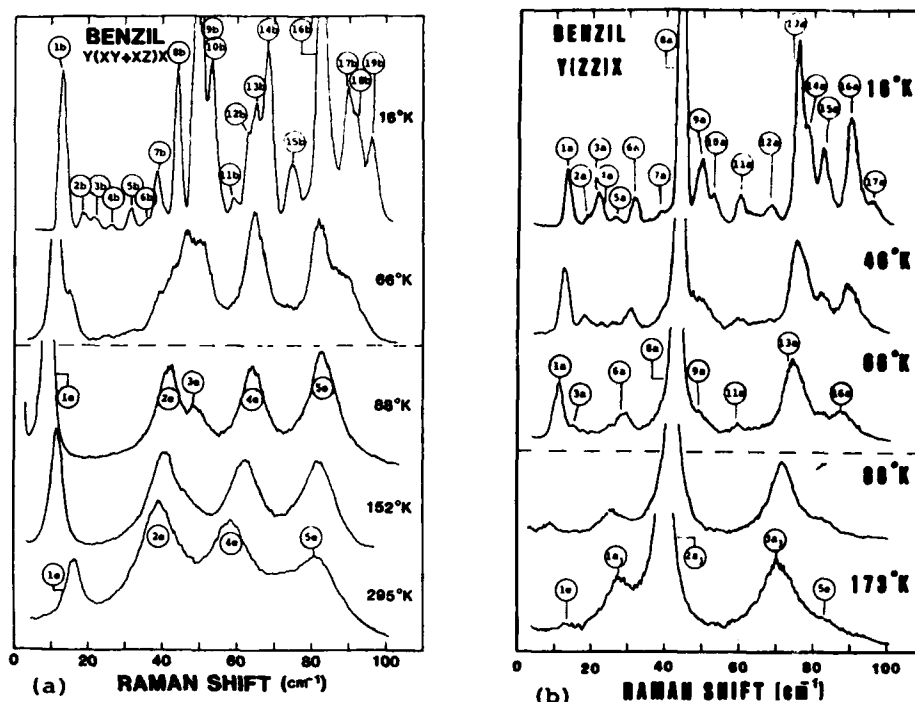 BENZIL
Y(XY+XZ)X
1b
8b
9b
10b
14b
16b
17b
18b
19b
13b
12b
16°K
7b
15b
2b
3b
4b
5b
6b
11b
66°K
1e
2e
3e
4e
5e
88°K
152°K
2e
4e
5e
1e
295°K
0 20 40 60 80 100
(a) RAMAN SHIFT (cm⁻¹)
BENZIL
Y(ZZ)X
8a
13a
14a
15a
16a
16°K
9a
10a
1a
2a
3a
5a
6a
7a
11a
12a
17a
46°K
1a
3a
6a
8a
9a
11a
13a
16a
66°K
88°K
1e
1a₁
2a₁
3a₁
5e
173°K
0 20 40 60 80 100
(b) RAMAN SHIFT (cm⁻¹)